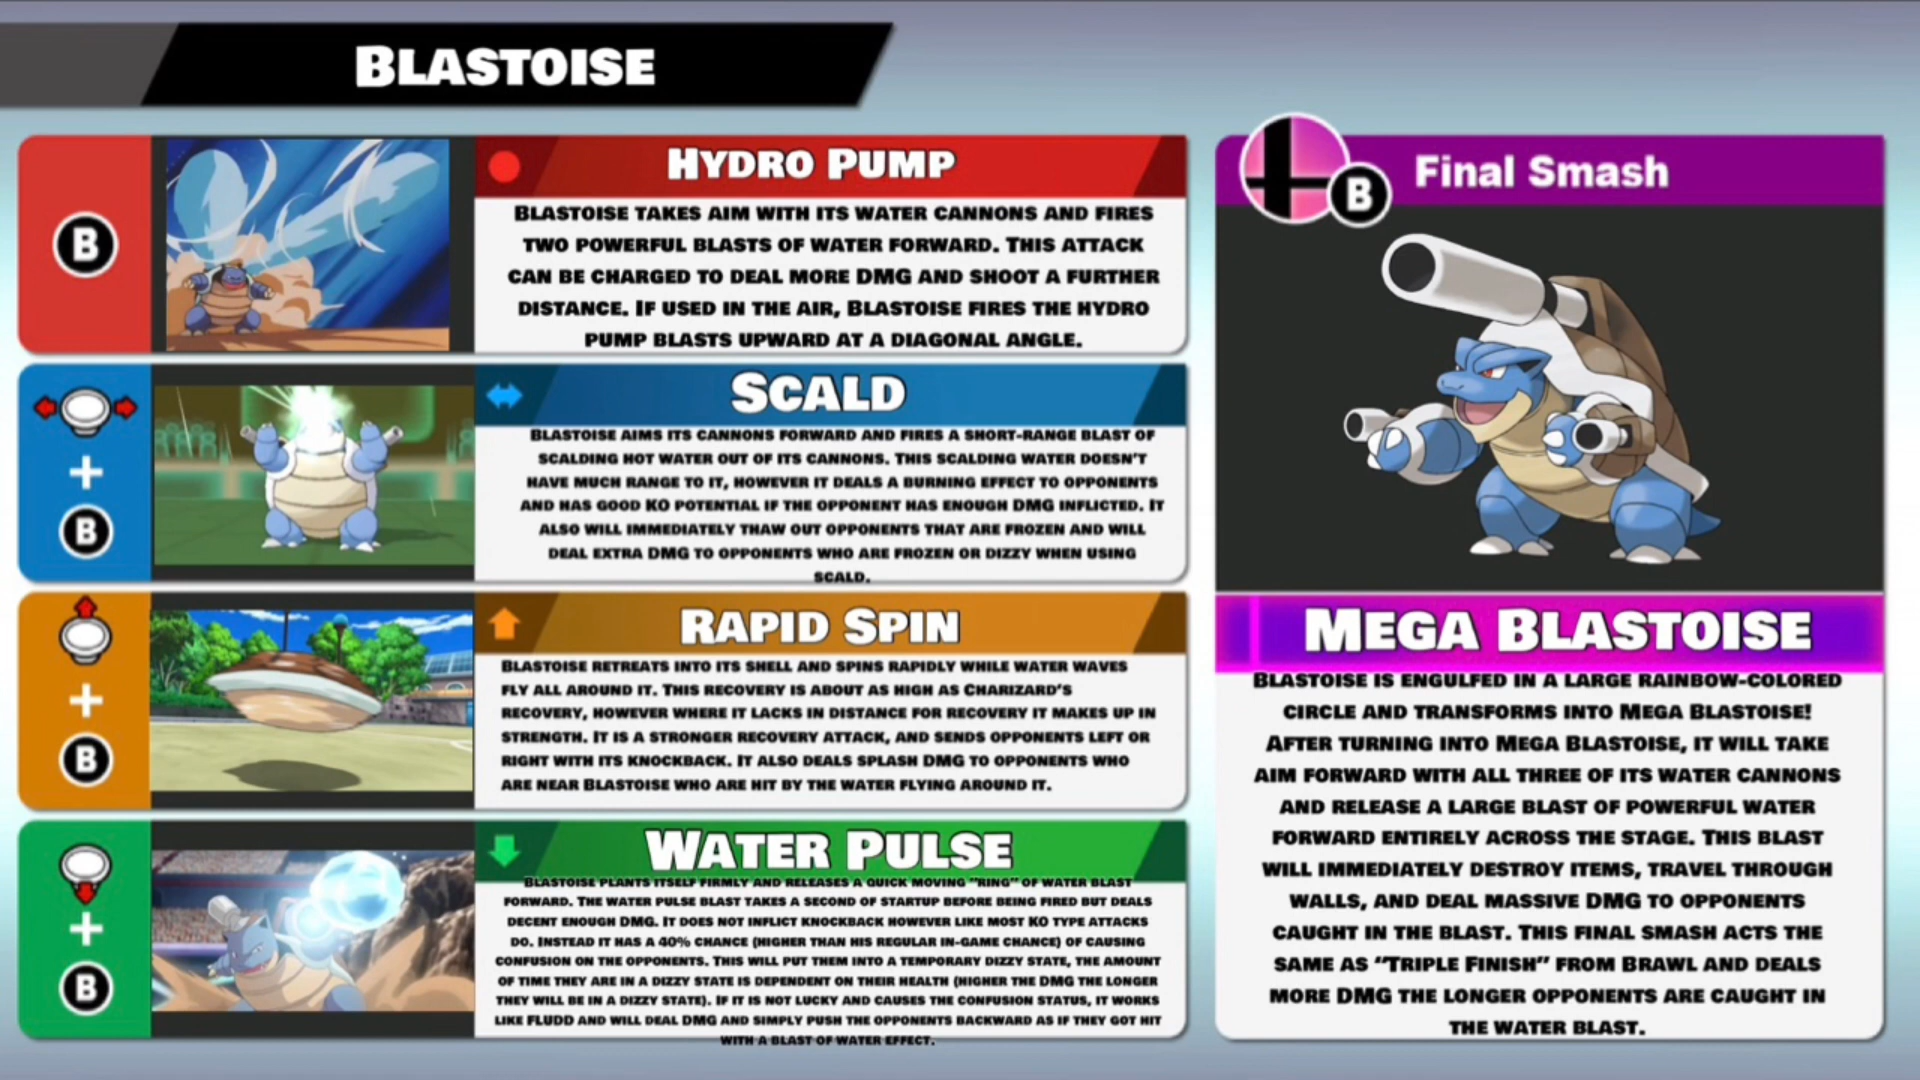 Blastoise
B
Hydro Pump
Blastoise takes aim with its water cannons and fires
two powerful blasts of water forward. This attack
can be charged to deal more DMG and shoot a further
distance. If used in the air, Blastoise fires the hydro
pump blasts upward at a diagonal angle.
+
B
Scald
Blastoise aims its cannons forward and fires a short-range blast of
scalding hot water out of its cannons. This scalding water doesn't
have much range to it, however it deals a burning effect to opponents
and has good KO potential if the opponent has enough DMG inflicted. It
also will immediately thaw out opponents that are frozen and will
deal extra DMG to opponents who are frozen or dizzy when using
scald.
+
B
Rapid Spin
Blastoise retreats into its shell and spins rapidly while water waves
fly all around it. This recovery is about as high as Charizard's
recovery, however where it lacks in distance for recovery it makes up in
strength. It is a stronger recovery attack, and sends opponents left or
right with its knockback. It also deals splash DMG to opponents who
are near Blastoise who are hit by the water flying around it.
+
B
Water Pulse
Blastoise plants itself firmly and releases a quick moving "ring" of water blast
forward. The water pulse blast takes a second of startup before being fired but deals
decent enough DMG. It does not inflict knockback however like most KO type attacks
do. Instead it has a 40% chance (higher than his regular in-game chance) of causing
confusion on the opponents. This will put them into a temporary dizzy state, the amount
of time they are in a dizzy state is dependent on their health (higher the DMG the longer
they will be in a dizzy state). If it is not lucky and causes the confusion status, it works
like FLUDD and will deal DMG and simply push the opponents backward as if they got hit
with a blast of water effect.
B
Final Smash
Mega Blastoise
Blastoise is engulfed in a large rainbow-colored
circle and transforms into Mega Blastoise!
After turning into Mega Blastoise, it will take
aim forward with all three of its water cannons
and release a large blast of powerful water
forward entirely across the stage. This blast
will immediately destroy items, travel through
walls, and deal massive DMG to opponents
caught in the blast. This final smash acts the
same as "Triple Finish" from Brawl and deals
more DMG the longer opponents are caught in
the water blast.